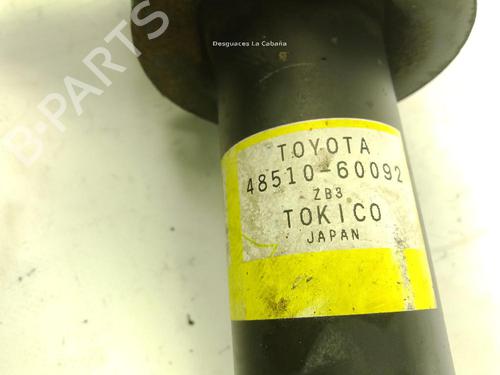 Desguaces La Cabaña
B-PARTS
TOYOTA
48510-60092
ZB3
TOKICO
JAPAN